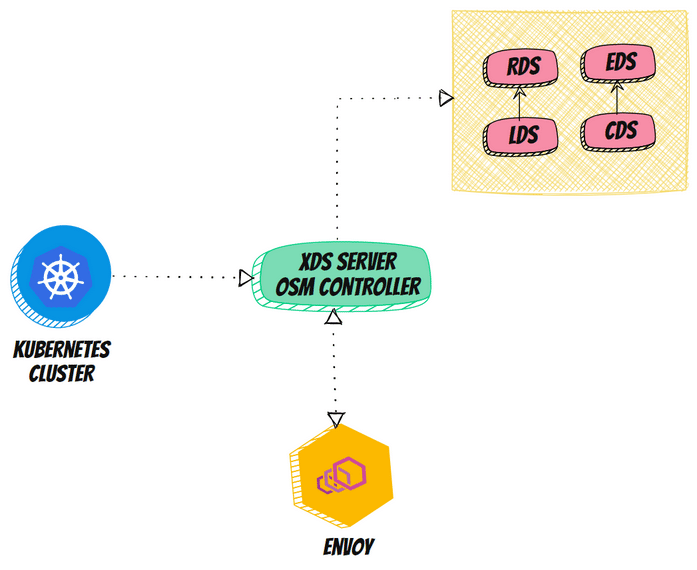 RDS
EDS
LDS
CDS
XDS SERVER
OSM CONTROLLER
KUBERNETES
CLUSTER
ENVOY